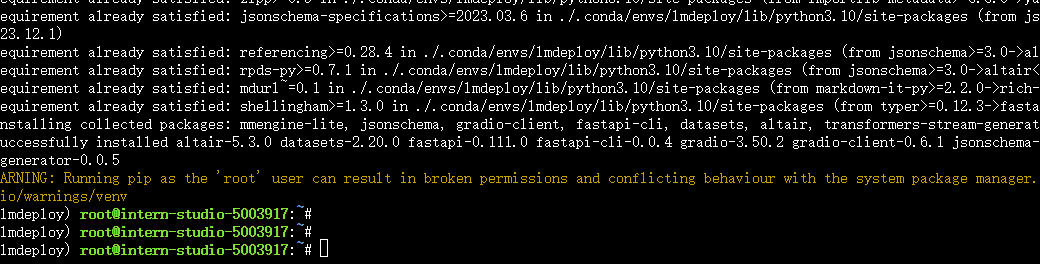 equirement already satisfied: jsonschema-specifications>=2023.03.6 in ./.conda/envs/lmdeploy/lib/python3.10/site-packages (from js
23.12.1)
equirement already satisfied: referencing>=0.28.4 in ./.conda/envs/lmdeploy/lib/python3.10/site-packages (from jsonschema>=3.0->al
equirement already satisfied: rpds-py>=0.7.1 in ./.conda/envs/lmdeploy/lib/python3.10/site-packages (from jsonschema>=3.0->altair<
equirement already satisfied: mdurl~=0.1 in ./.conda/envs/lmdeploy/lib/python3.10/site-packages (from markdown-it-py>=2.2.0->rich-
equirement already satisfied: shellingham>=1.3.0 in ./.conda/envs/lmdeploy/lib/python3.10/site-packages (from typer>=0.12.3->fasta
nstalling collected packages: mmengine-lite, jsonschema, gradio-client, fastapi-cli, datasets, altair, transformers-stream-generat
uccessfully installed altair-5.3.0 datasets-2.20.0 fastapi-0.111.0 fastapi-cli-0.0.4 gradio-3.50.2 gradio-client-0.6.1 jsonschema-
generator-0.0.5
ARNING: Running pip as the 'root' user can result in broken permissions and conflicting behaviour with the system package manager.
io/warnings/venv
lmdeploy) root@intern-studio-5003917:~#
lmdeploy) root@intern-studio-5003917:~#
lmdeploy) root@intern-studio-5003917:~#